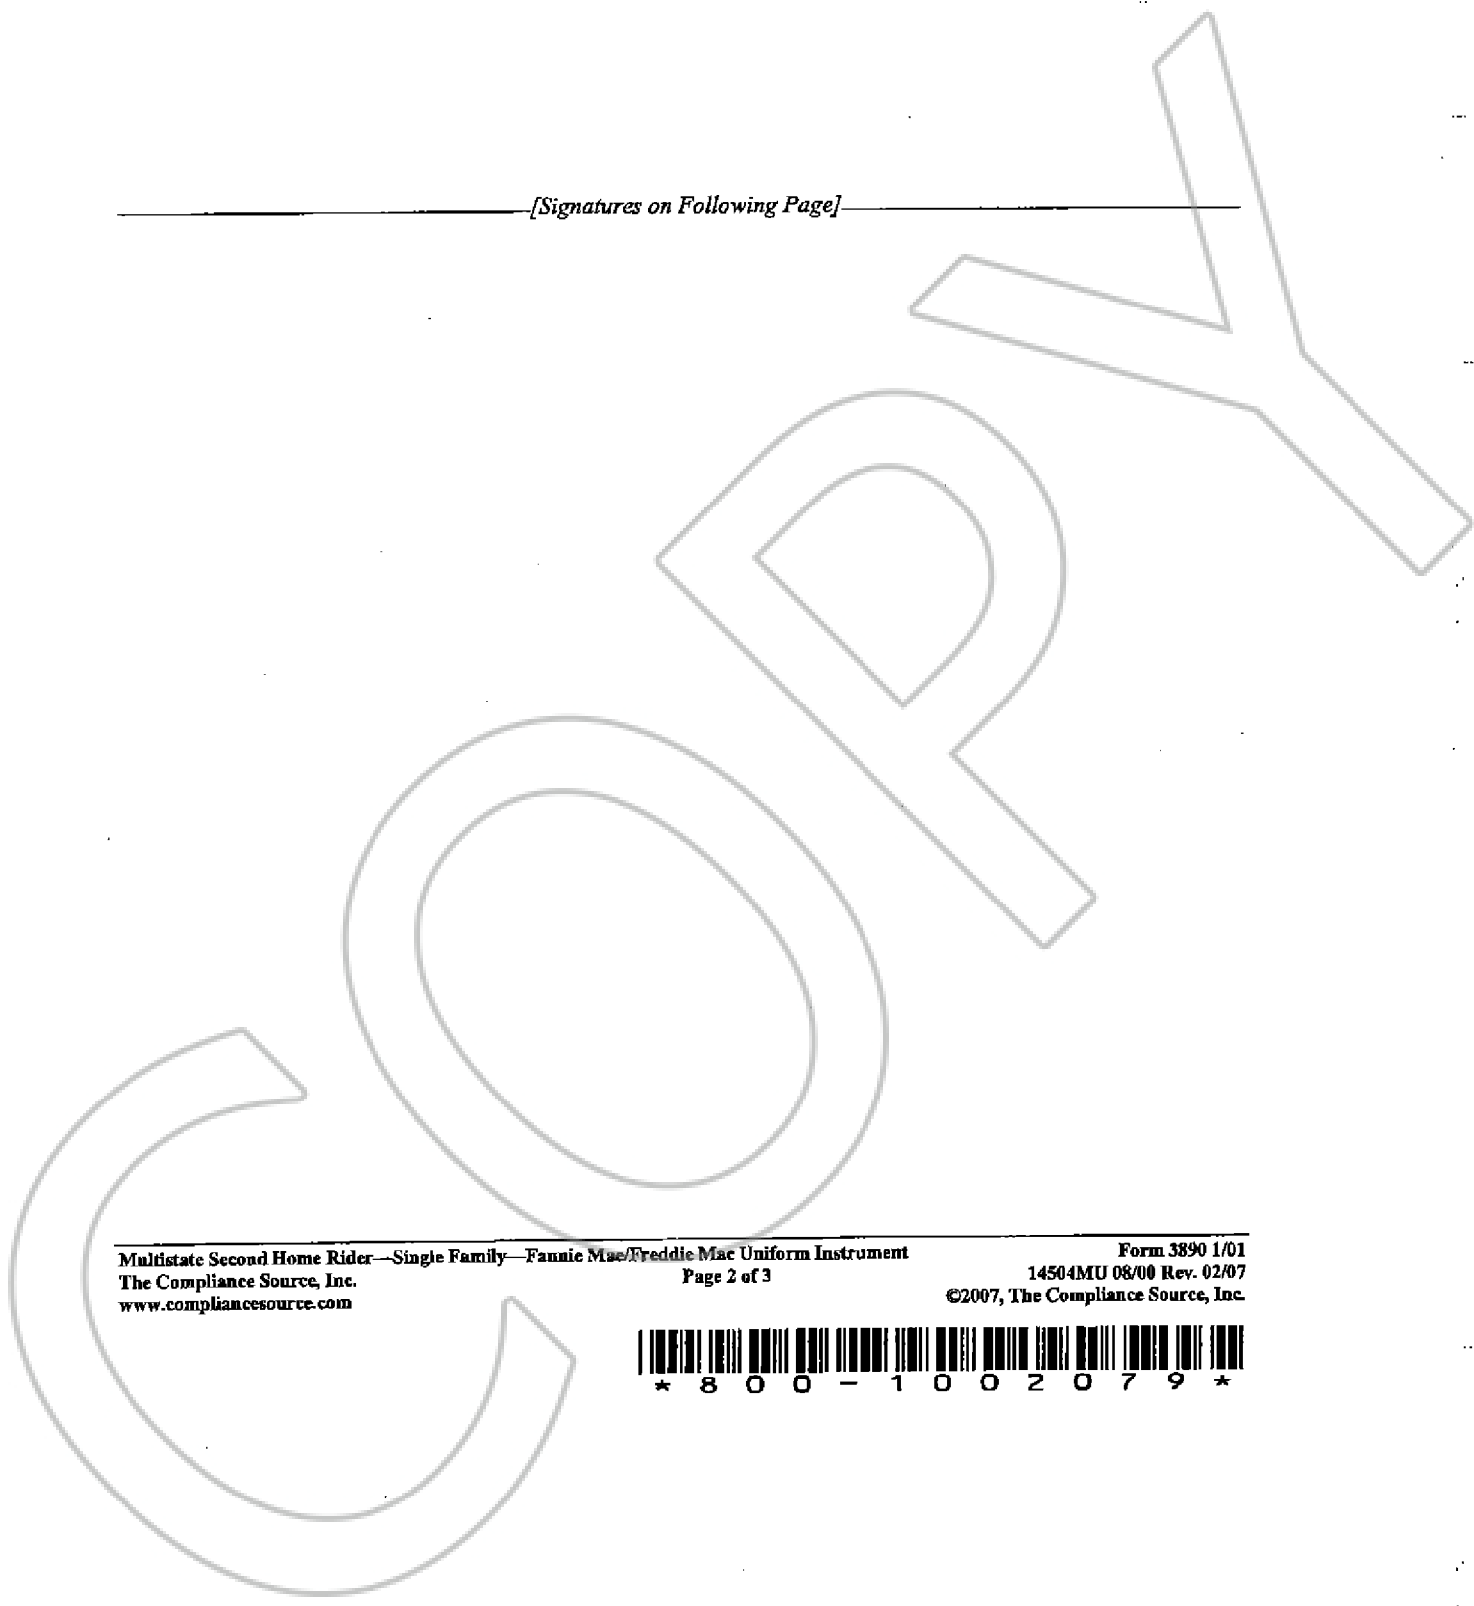 [Signatures on Following Page]
COPY
Multistate Second Home Rider—Single Family—Fannie Mae/Freddie Mac Uniform Instrument
The Compliance Source, Inc.
www.compliancesource.com
Page 2 of 3
Form 3890 1/01
14504MU 08/00 Rev. 02/07
©2007, The Compliance Source, Inc.
*800-1002079*